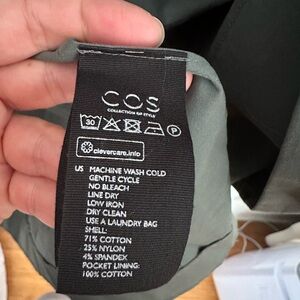 COS
COLLECTION OF STYLE
30 P
clevercare.info
US MACHINE WASH COLD
GENTLE CYCLE
NO BLEACH
LINE DRY
LOW IRON
DRY CLEAN
USE A LAUNDRY BAG
SHELL:
71% COTTON
25% NYLON
4% SPANDEX
POCKET LINING:
100% COTTON